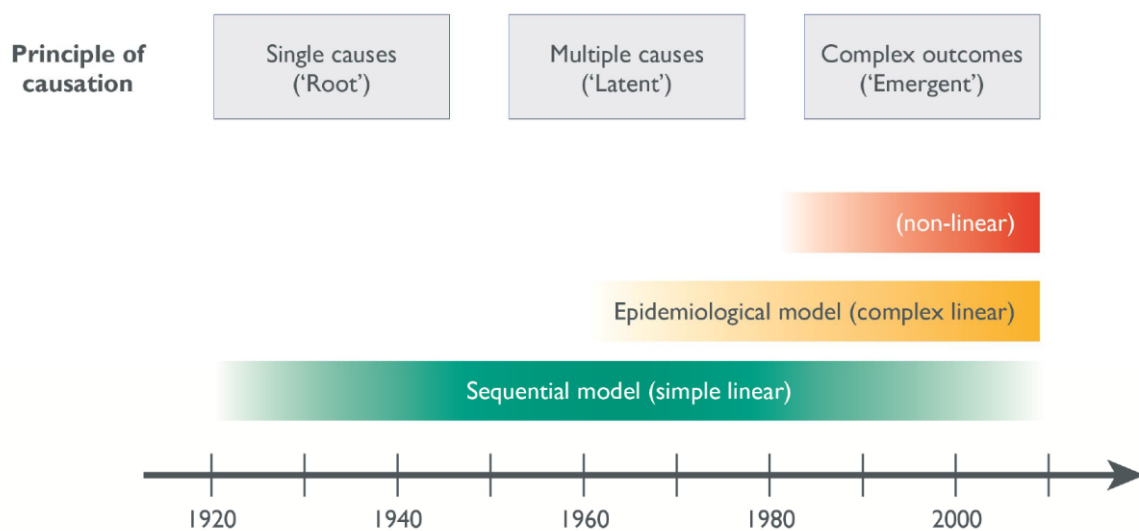 Principle of
causation
Single causes
(‘Root’)
Multiple causes
(‘Latent’)
Complex outcomes
(‘Emergent’)
(non-linear)
Epidemiological model (complex linear)
Sequential model (simple linear)
1920
1940
1960
1980
2000